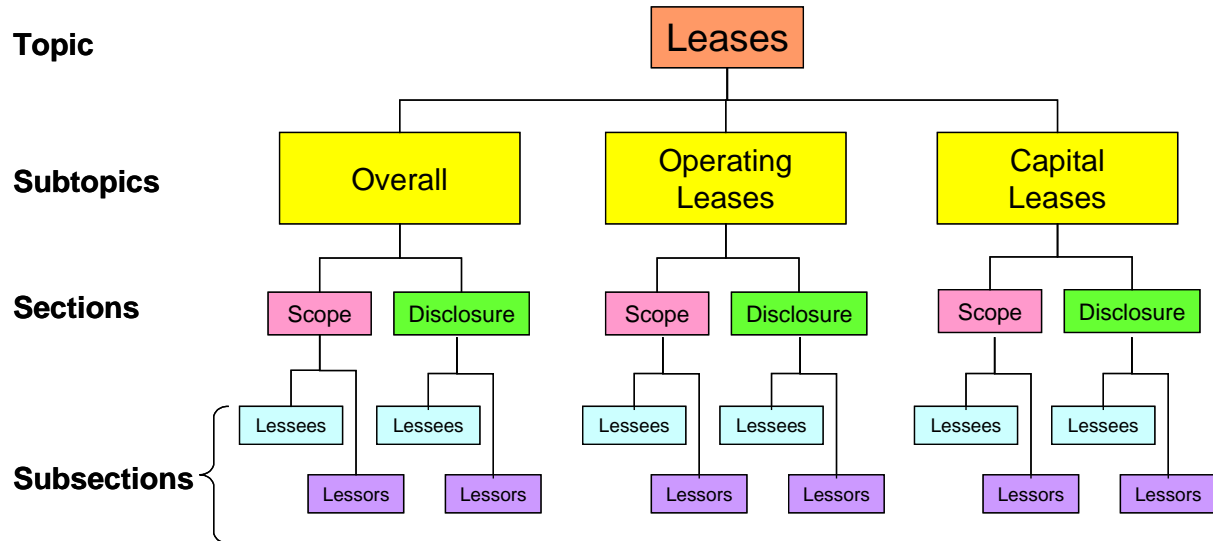 Topic
Leases
Subtopics
Overall
Operating
Leases
Capital
Leases
Sections
Scope
Disclosure
Scope
Disclosure
Scope
Disclosure
Subsections
Lessees
Lessees
Lessees
Lessees
Lessees
Lessees
Lessors
Lessors
Lessors
Lessors
Lessors
Lessors